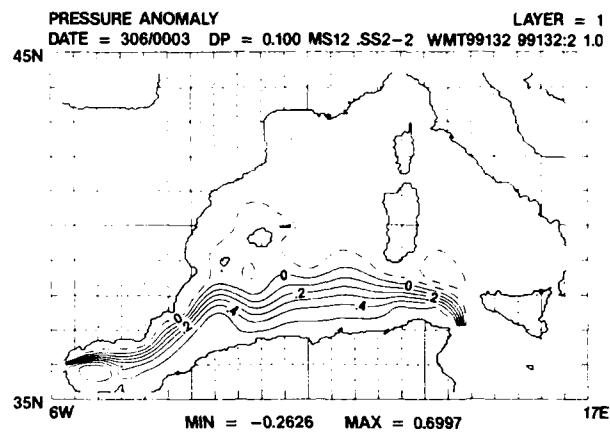 PRESSURE ANOMALY LAYER = 1
DATE = 306/0003 DP = 0.100 MS12 .SS2-2 WMT99132 99132:2 1.0
45N
0
.2
0
.2
.4
0
.2
.4
35N
6W 17E
MIN = -0.2626 MAX = 0.6997